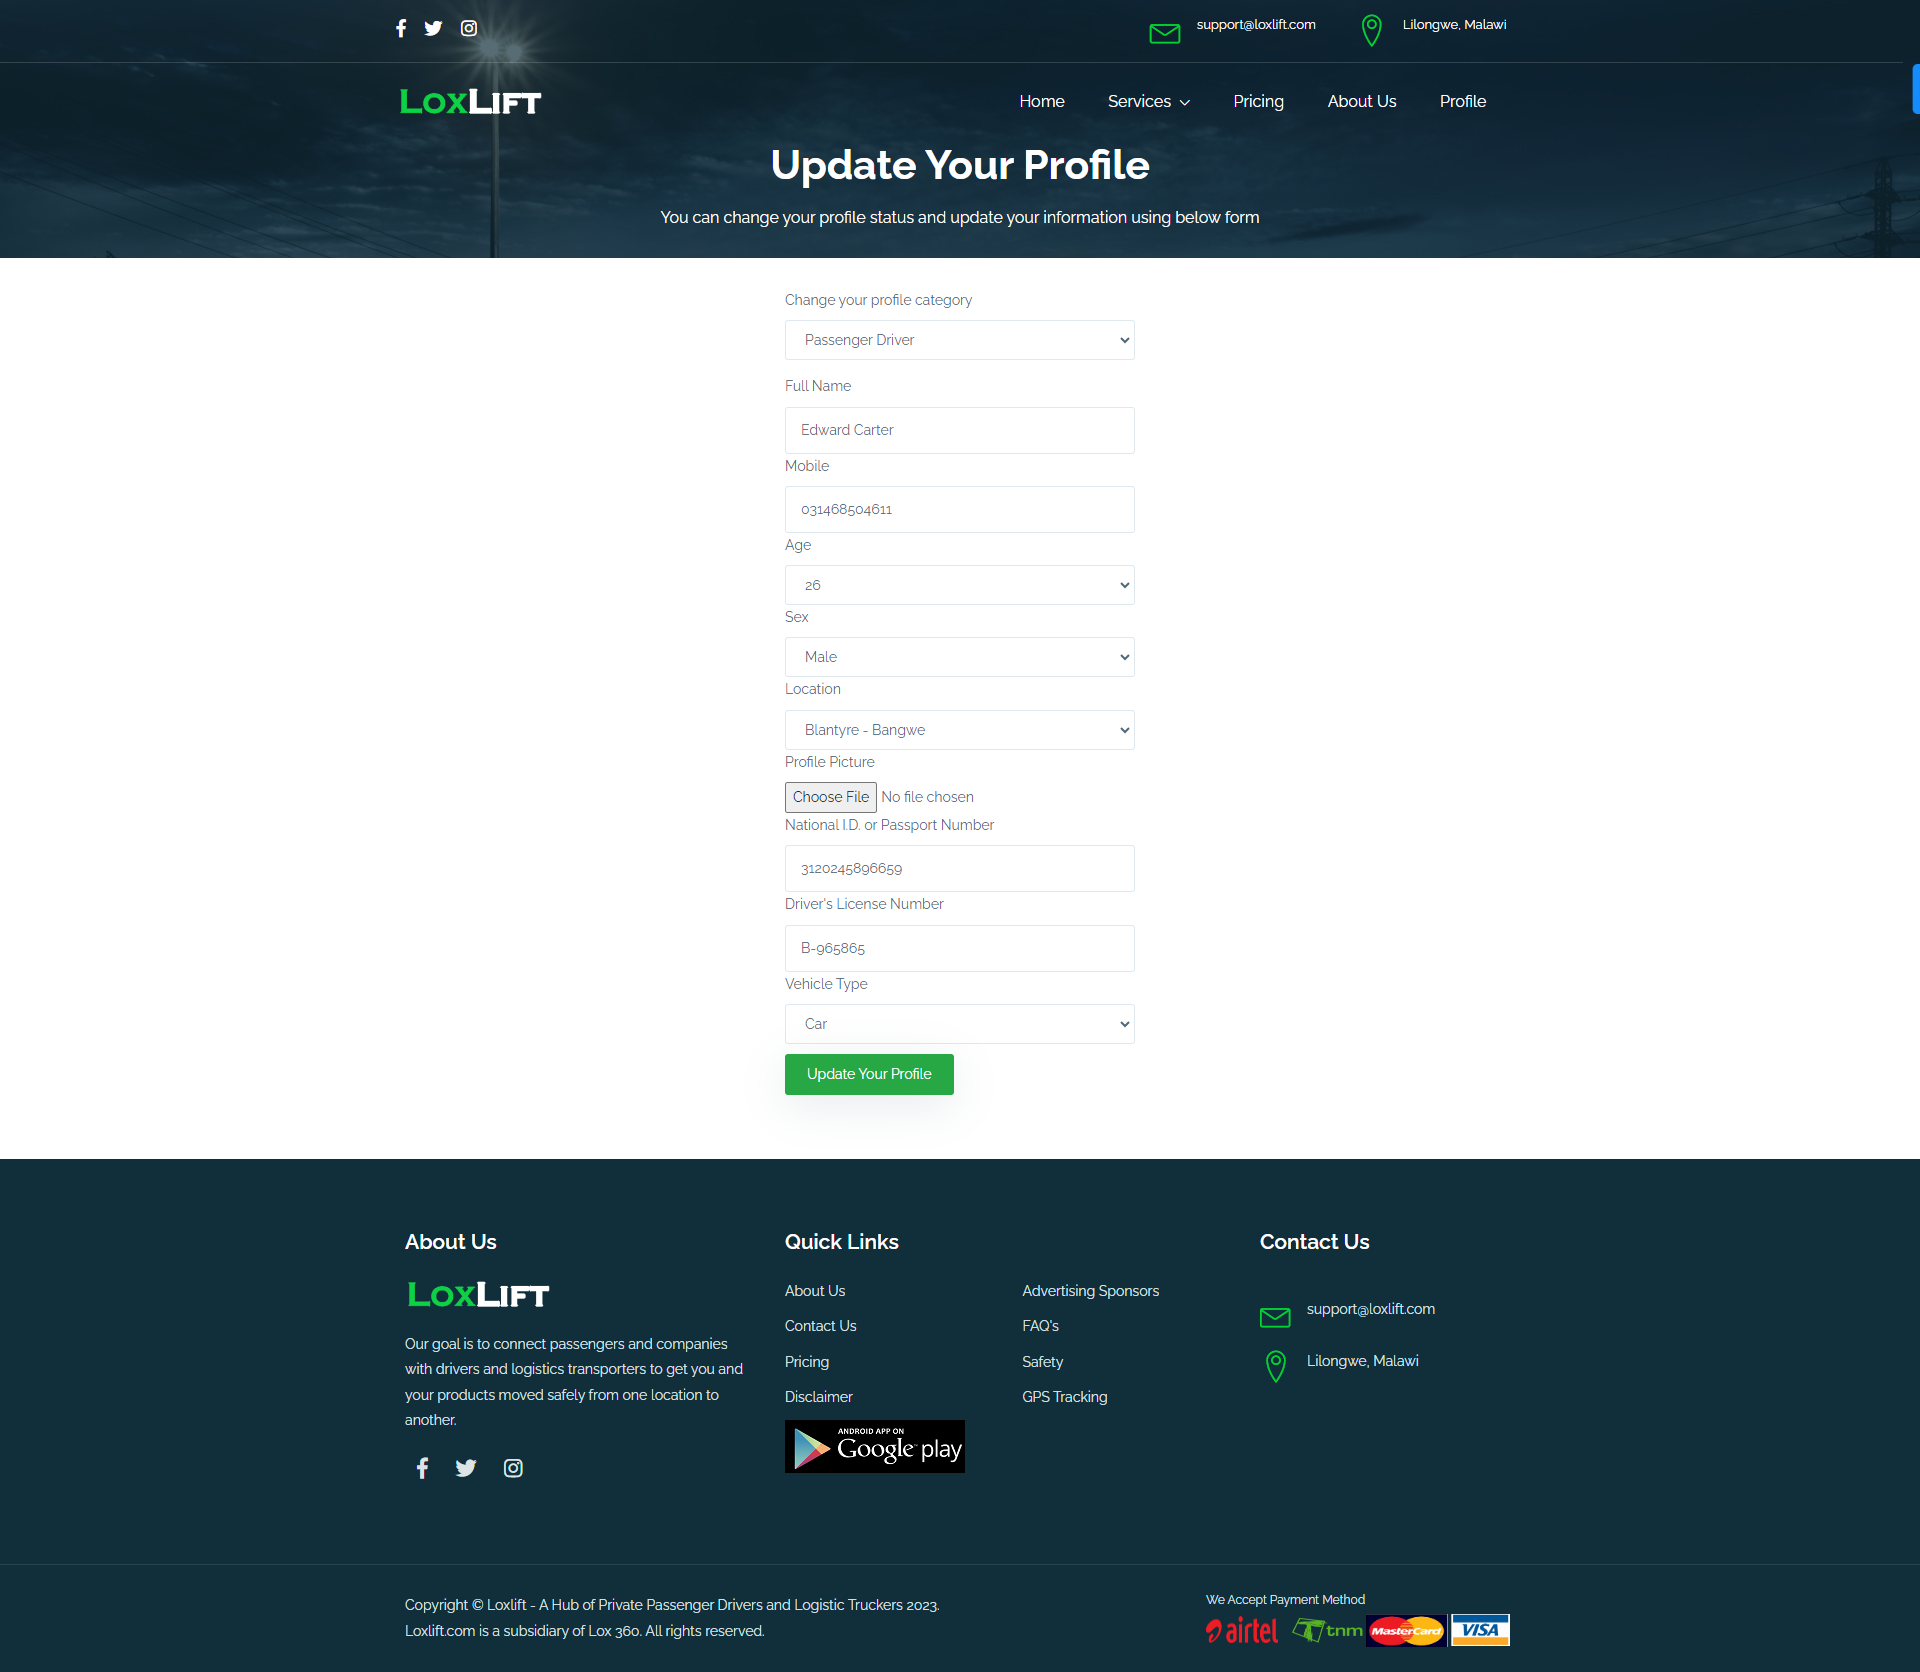 support@loxlift.com
Lilongwe, Malawi
LOXLIFT
Home
Services
Pricing
About Us
Profile
Update Your Profile
You can change your profile status and update your information using below form
Change your profile category
Passenger Driver
Full Name
Edward Carter
Mobile
031468504611
Age
26
Sex
Male
Location
Blantyre - Bangwe
Profile Picture
Choose File No file chosen
National I.D. or Passport Number
3120245896659
Driver's License Number
B-965865
Vehicle Type
Car
Update Your Profile
About Us
LOXLIFT
Our goal is to connect passengers and companies
with drivers and logistics transporters to get you and
your products moved safely from one location to
another.
Quick Links
About Us
Contact Us
Pricing
Disclaimer
ANDROID APP ON
Google play
Advertising Sponsors
FAQ's
Safety
GPS Tracking
Contact Us
support@loxlift.com
Lilongwe, Malawi
Copyright © Loxlift - A Hub of Private Passenger Drivers and Logistic Truckers 2023.
Loxlift.com is a subsidiary of Lox 360. All rights reserved.
We Accept Payment Method
airtel
tnm
MasterCard
VISA